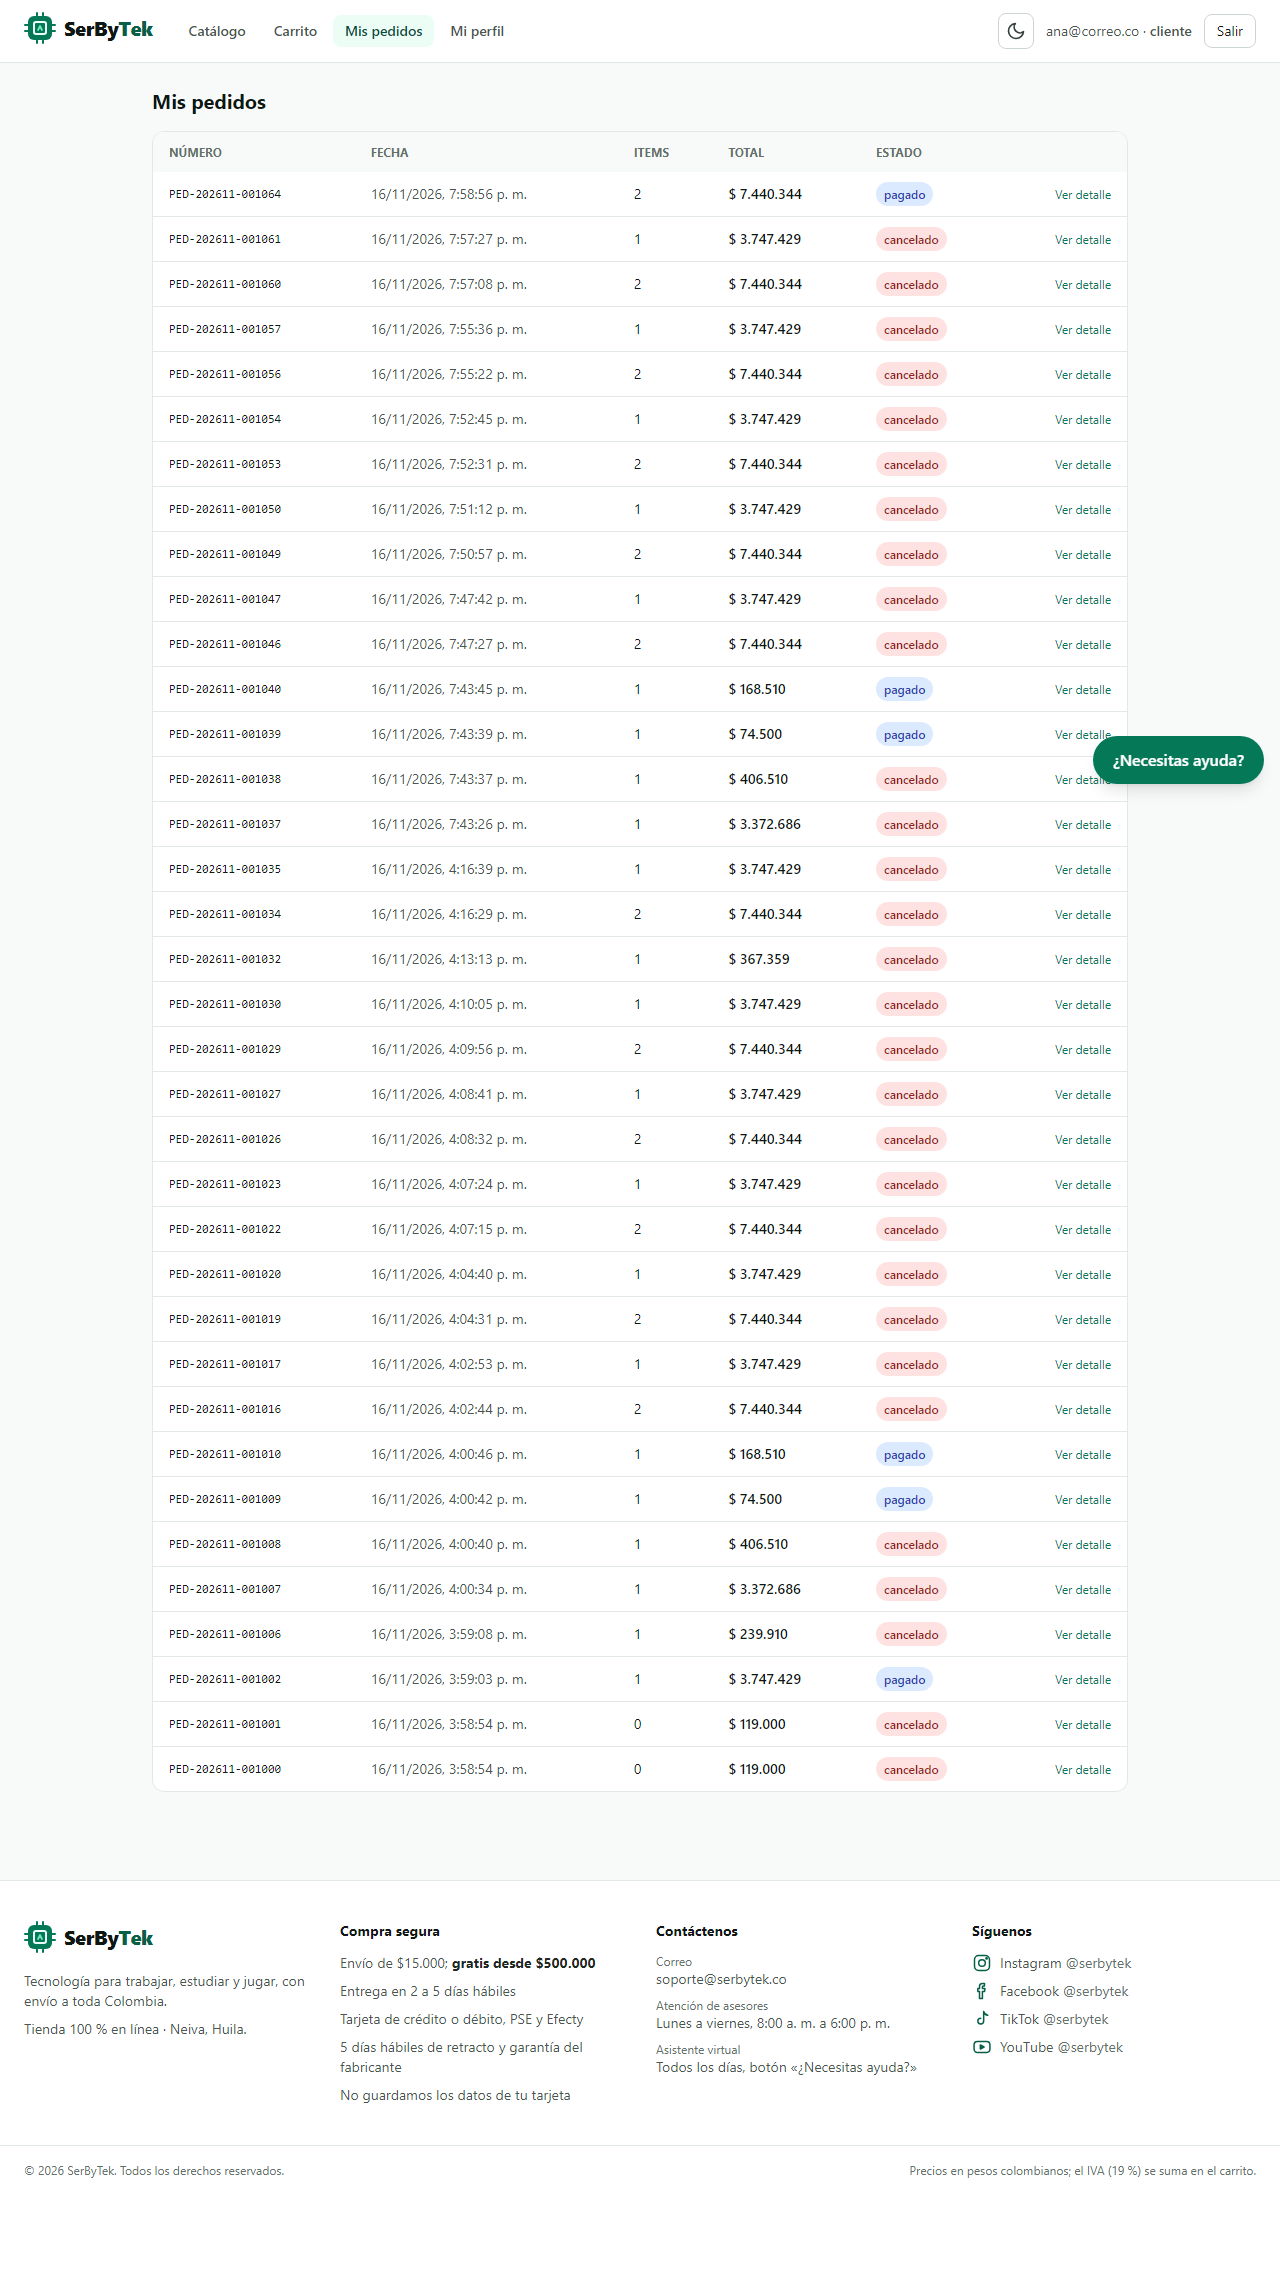 SerByTek Catálogo Carrito Mis pedidos Mi perfil ana@correo.co · cliente Salir
Mis pedidos
NÚMERO FECHA ITEMS TOTAL ESTADO
PED-202611-001064 16/11/2026, 7:58:56 p. m. 2 $ 7.440.344 pagado Ver detalle
PED-202611-001061 16/11/2026, 7:57:27 p. m. 1 $ 3.747.429 cancelado Ver detalle
PED-202611-001060 16/11/2026, 7:57:08 p. m. 2 $ 7.440.344 cancelado Ver detalle
PED-202611-001057 16/11/2026, 7:55:36 p. m. 1 $ 3.747.429 cancelado Ver detalle
PED-202611-001056 16/11/2026, 7:55:22 p. m. 2 $ 7.440.344 cancelado Ver detalle
PED-202611-001054 16/11/2026, 7:52:45 p. m. 1 $ 3.747.429 cancelado Ver detalle
PED-202611-001053 16/11/2026, 7:52:31 p. m. 2 $ 7.440.344 cancelado Ver detalle
PED-202611-001050 16/11/2026, 7:51:12 p. m. 1 $ 3.747.429 cancelado Ver detalle
PED-202611-001049 16/11/2026, 7:50:57 p. m. 2 $ 7.440.344 cancelado Ver detalle
PED-202611-001047 16/11/2026, 7:47:42 p. m. 1 $ 3.747.429 cancelado Ver detalle
PED-202611-001046 16/11/2026, 7:47:27 p. m. 2 $ 7.440.344 cancelado Ver detalle
PED-202611-001040 16/11/2026, 7:43:45 p. m. 1 $ 168.510 pagado Ver detalle
PED-202611-001039 16/11/2026, 7:43:39 p. m. 1 $ 74.500 pagado Ver detalle
¿Necesitas ayuda?
PED-202611-001038 16/11/2026, 7:43:37 p. m. 1 $ 406.510 cancelado Ver detalle
PED-202611-001037 16/11/2026, 7:43:26 p. m. 1 $ 3.372.686 cancelado Ver detalle
PED-202611-001035 16/11/2026, 4:16:39 p. m. 1 $ 3.747.429 cancelado Ver detalle
PED-202611-001034 16/11/2026, 4:16:29 p. m. 2 $ 7.440.344 cancelado Ver detalle
PED-202611-001032 16/11/2026, 4:13:13 p. m. 1 $ 367.359 cancelado Ver detalle
PED-202611-001030 16/11/2026, 4:10:05 p. m. 1 $ 3.747.429 cancelado Ver detalle
PED-202611-001029 16/11/2026, 4:09:56 p. m. 2 $ 7.440.344 cancelado Ver detalle
PED-202611-001027 16/11/2026, 4:08:41 p. m. 1 $ 3.747.429 cancelado Ver detalle
PED-202611-001026 16/11/2026, 4:08:32 p. m. 2 $ 7.440.344 cancelado Ver detalle
PED-202611-001023 16/11/2026, 4:07:24 p. m. 1 $ 3.747.429 cancelado Ver detalle
PED-202611-001022 16/11/2026, 4:07:15 p. m. 2 $ 7.440.344 cancelado Ver detalle
PED-202611-001020 16/11/2026, 4:04:40 p. m. 1 $ 3.747.429 cancelado Ver detalle
PED-202611-001019 16/11/2026, 4:04:31 p. m. 2 $ 7.440.344 cancelado Ver detalle
PED-202611-001017 16/11/2026, 4:02:53 p. m. 1 $ 3.747.429 cancelado Ver detalle
PED-202611-001016 16/11/2026, 4:02:44 p. m. 2 $ 7.440.344 cancelado Ver detalle
PED-202611-001010 16/11/2026, 4:00:46 p. m. 1 $ 168.510 pagado Ver detalle
PED-202611-001009 16/11/2026, 4:00:42 p. m. 1 $ 74.500 pagado Ver detalle
PED-202611-001008 16/11/2026, 4:00:40 p. m. 1 $ 406.510 cancelado Ver detalle
PED-202611-001007 16/11/2026, 4:00:34 p. m. 1 $ 3.372.686 cancelado Ver detalle
PED-202611-001006 16/11/2026, 3:59:08 p. m. 1 $ 239.910 cancelado Ver detalle
PED-202611-001002 16/11/2026, 3:59:03 p. m. 1 $ 3.747.429 pagado Ver detalle
PED-202611-001001 16/11/2026, 3:58:54 p. m. 0 $ 119.000 cancelado Ver detalle
PED-202611-001000 16/11/2026, 3:58:54 p. m. 0 $ 119.000 cancelado Ver detalle
SerByTek
Tecnología para trabajar, estudiar y jugar, con
envío a toda Colombia.
Tienda 100 % en línea · Neiva, Huila.
Compra segura
Envío de $15.000; gratis desde $500.000
Entrega en 2 a 5 días hábiles
Tarjeta de crédito o débito, PSE y Efecty
5 días hábiles de retracto y garantía del
fabricante
No guardamos los datos de tu tarjeta
Contáctenos
Correo
soporte@serbytek.co
Atención de asesores
Lunes a viernes, 8:00 a. m. a 6:00 p. m.
Asistente virtual
Todos los días, botón «¿Necesitas ayuda?»
Síguenos
Instagram @serbytek
Facebook @serbytek
TikTok @serbytek
YouTube @serbytek
© 2026 SerByTek. Todos los derechos reservados.
Precios en pesos colombianos; el IVA (19 %) se suma en el carrito.